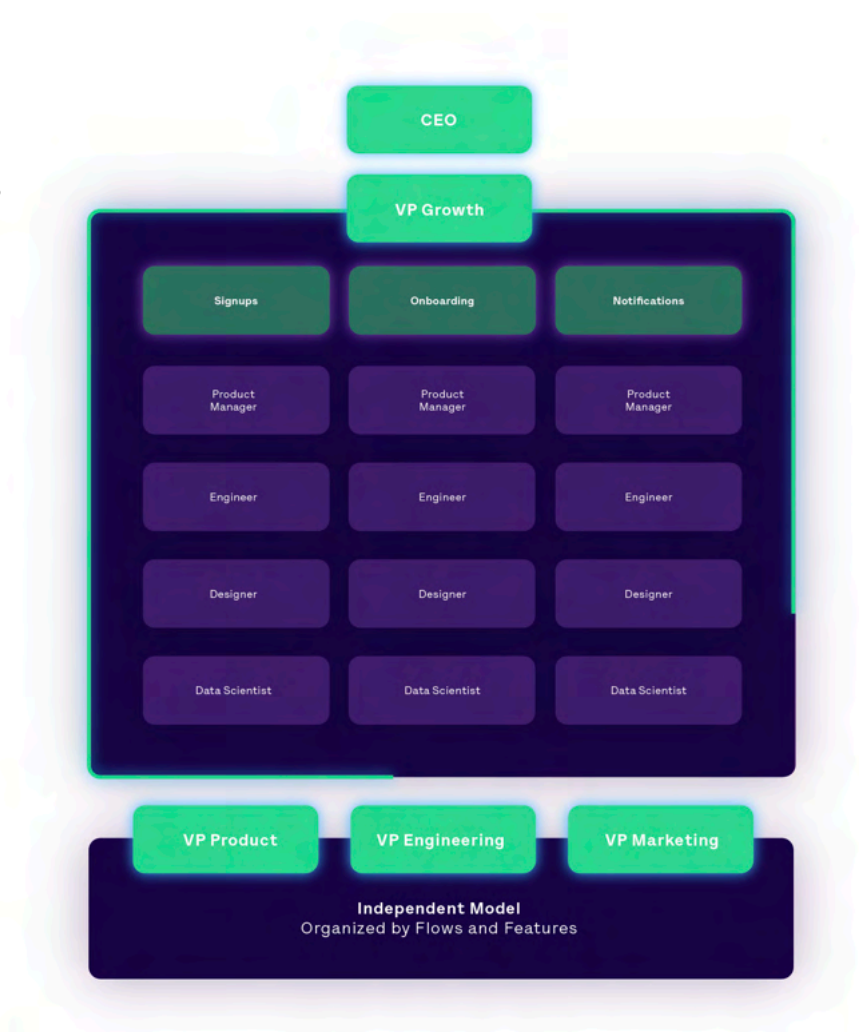 CEO
VP Growth
Signups
Onboarding
Notifications
Product
Manager
Product
Manager
Product
Manager
Engineer
Engineer
Engineer
Designer
Designer
Designer
Data Scientist
Data Scientist
Data Scientist
VP Product
VP Engineering
VP Marketing
Independent Model
Organized by Flows and Features